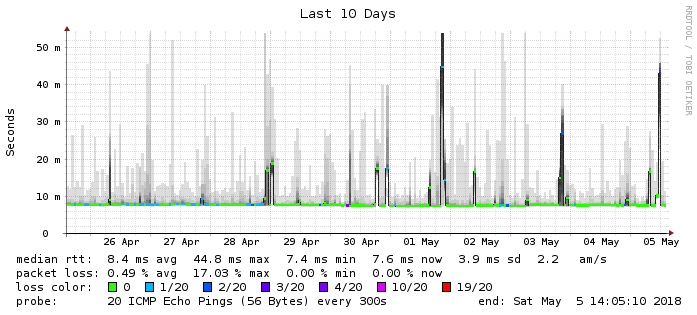 Last 10 Days
RRDTOOL / TOBI OETIKER
Seconds
50 m
40 m
30 m
20 m
10 m
0
26 Apr 27 Apr 28 Apr 29 Apr 30 Apr 01 May 02 May 03 May 04 May 05 May
median rtt: 8.4 ms avg 44.8 ms max 7.4 ms min 7.6 ms now 3.9 ms sd 2.2 am/s
packet loss: 0.49 % avg 17.03 % max 0.00 % min 0.00 % now
loss color: 0 1/20 2/20 3/20 4/20 10/20 19/20
probe: 20 ICMP Echo Pings (56 Bytes) every 300s end: Sat May 5 14:05:10 2018